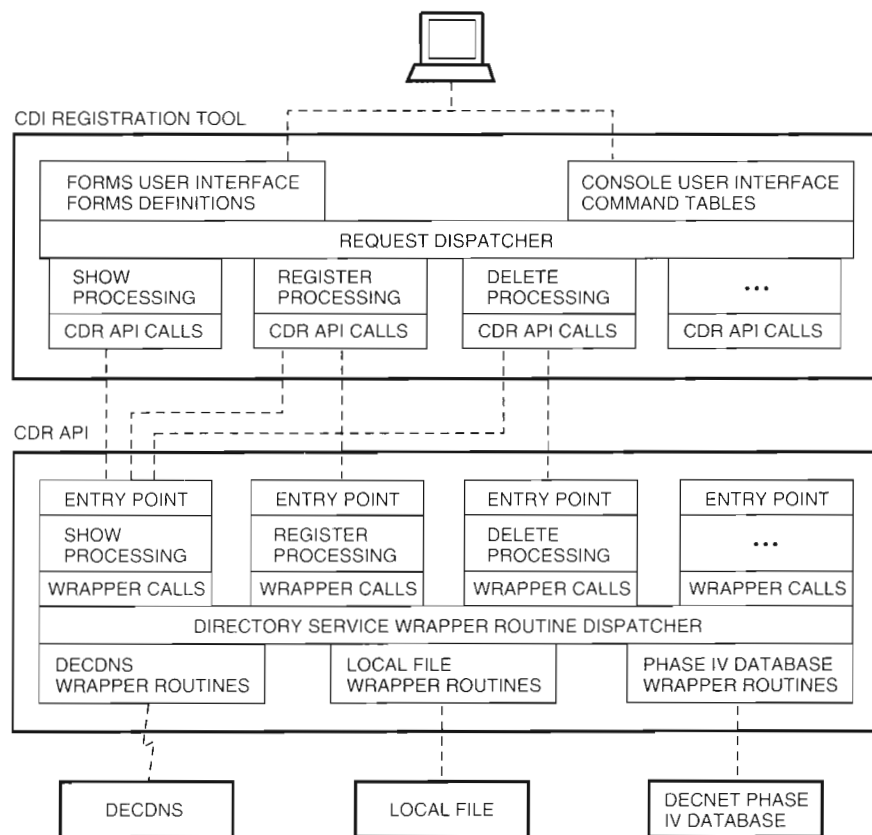 CDI REGISTRATION TOOL
FORMS USER INTERFACE
FORMS DEFINITIONS
CONSOLE USER INTERFACE
COMMAND TABLES
REQUEST DISPATCHER
SHOW
PROCESSING
CDR API CALLS
REGISTER
PROCESSING
CDR API CALLS
DELETE
PROCESSING
CDR API CALLS
...
CDR API CALLS
CDR API
ENTRY POINT
SHOW
PROCESSING
WRAPPER CALLS
ENTRY POINT
REGISTER
PROCESSING
WRAPPER CALLS
ENTRY POINT
DELETE
PROCESSING
WRAPPER CALLS
ENTRY POINT
...
WRAPPER CALLS
DIRECTORY SERVICE WRAPPER ROUTINE DISPATCHER
DECDNS
WRAPPER ROUTINES
LOCAL FILE
WRAPPER ROUTINES
PHASE IV DATABASE
WRAPPER ROUTINES
DECDNS
LOCAL FILE
DECNET PHASE
IV DATABASE